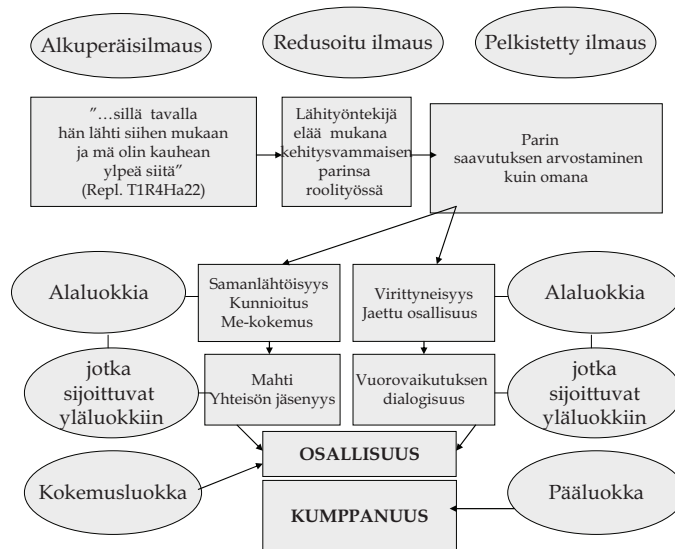 Alkuperäisilmaus
Redusoitu ilmaus
Pelkistetty ilmaus
”…sillä tavalla
hän lähti siihen mukaan
ja mä olin kauhean
ylpeä siitä”
(Repl. T1R4Ha22)
Lähityöntekijä
elää mukana
kehitysvammaisen
parinsa
roolityössä
Parin
saavutuksen arvostaminen
kuin omana
Alaluokkia
Samanlähtöisyys
Kunnioitus
Me-kokemus
Virittyneisyys
Jaettu osallisuus
Alaluokkia
jotka
sijoittuvat
yläluokkiin
Mahti
Yhteisön jäsenyys
Vuorovaikutuksen
dialogisuus
jotka
sijoittuvat
yläluokkiin
OSALLISUUS
Kokemusluokka
KUMPPANUUS
Pääluokka